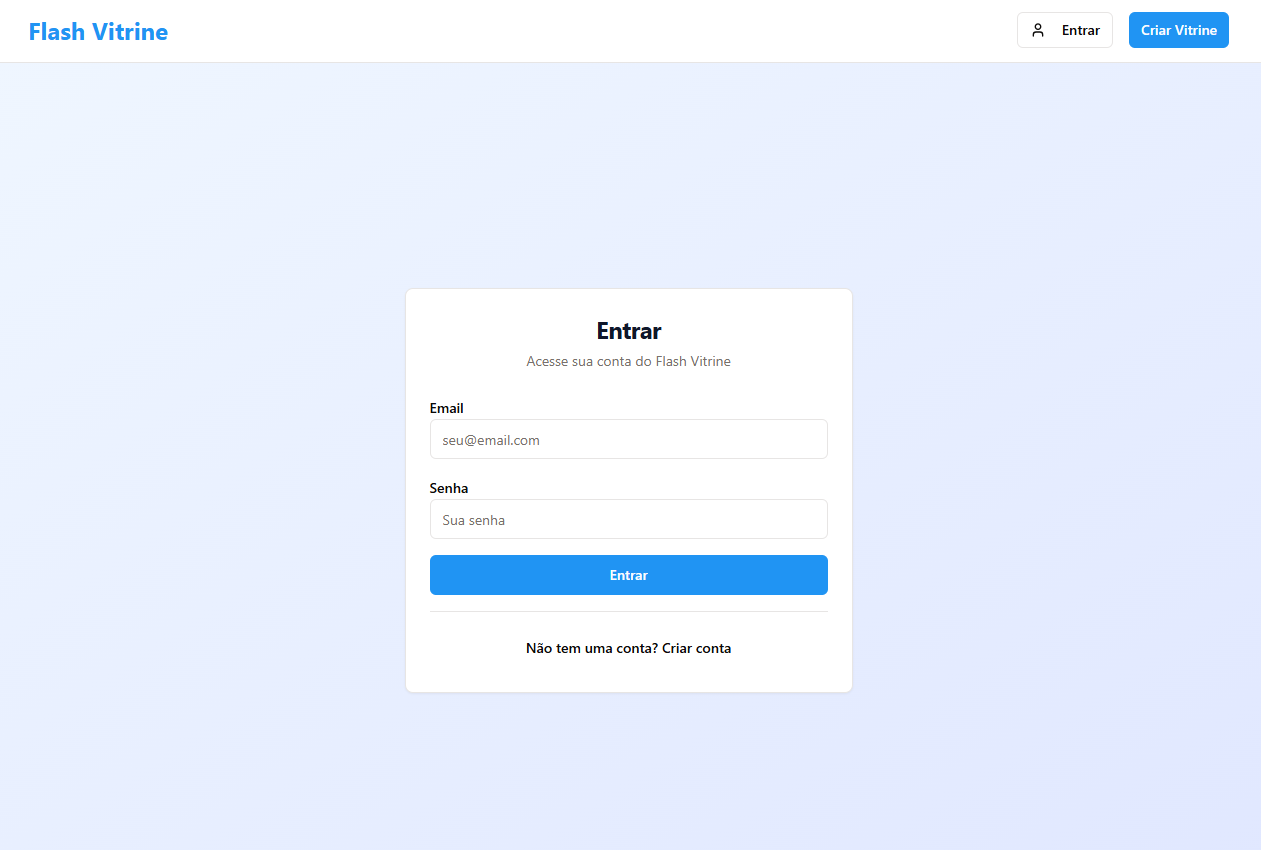 Flash Vitrine
Entrar
Criar Vitrine
Entrar
Acesse sua conta do Flash Vitrine
Email
seu@email.com
Senha
Sua senha
Entrar
Não tem uma conta? Criar conta